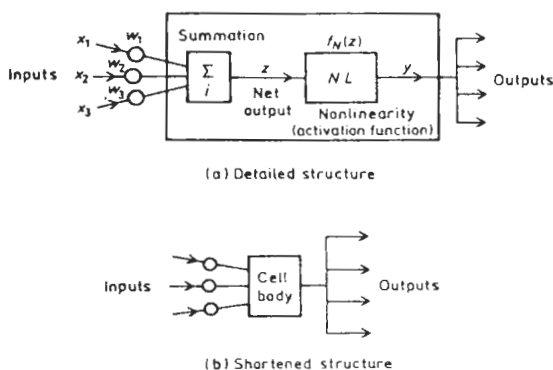 x1 w1
Summation
fN(z)
Inputs x2 w2 Σ i z NL y Outputs
w3
x3
Net output
Nonlinearity
(activation function)
(a) Detailed structure
Inputs Cell body Outputs
(b) Shortened structure